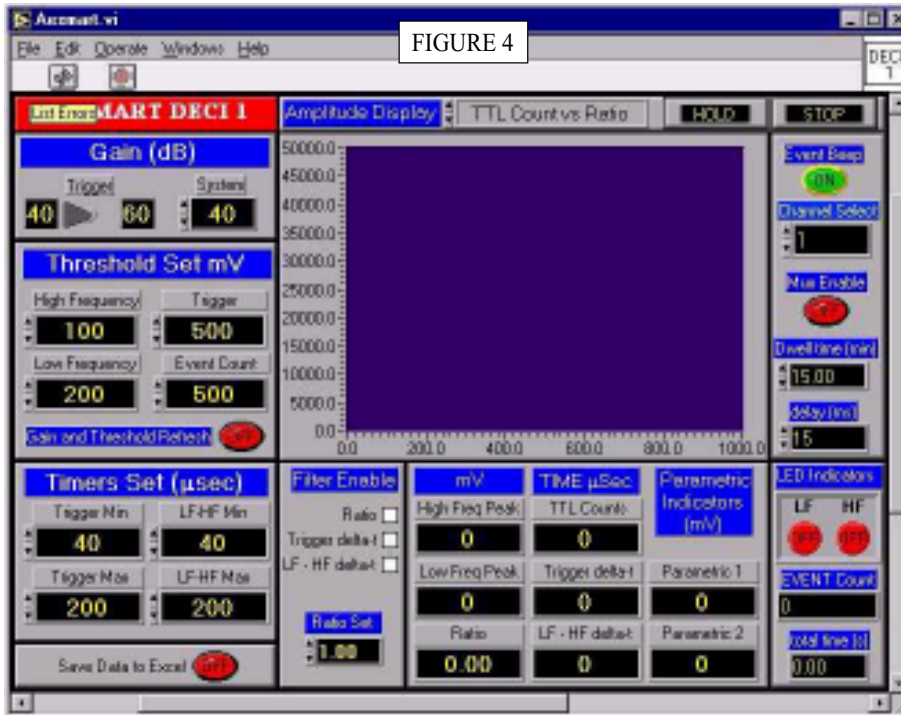 Acesmart.vi
FIGURE 4
File Edit Operate Windows Help
DECI 1
List Errors MART DECI 1
Amplitude Display TTL Count vs Ratio HOLD STOP
Gain (dB)
Trigger System
40 60 40
Threshold Set mV
High Frequency Trigger
100 500
Low Frequency Event Count
200 500
Gain and Threshold Refresh OFF
50000.0
45000.0
40000.0
35000.0
30000.0
25000.0
20000.0
15000.0
10000.0
5000.0
0.0
0.0 200.0 400.0 600.0 800.0 1000.0
Event Beep
ON
Channel Select
1
Mux Enable
OFF
Dwell time (min)
15.00
delay (ms)
15
Timers Set (µsec)
Trigger Min LF-HF Min
40 40
Trigger Max LF-HF Max
200 200
Save Data to Excel OFF
Filter Enable
Ratio
Trigger delta-t
LF - HF delta-t
Ratio Set
1.00
mV TIME µSec Parametric Indicators (mV)
High Freq Peak TTL Counts
0 0
Low Freq Peak Trigger delta-t Parametric 1
0 0 0
Ratio LF - HF delta-t Parametric 2
0.00 0 0
LED Indicators
LF HF
OFF OFF
EVENT Count
0
total time (s)
0.00